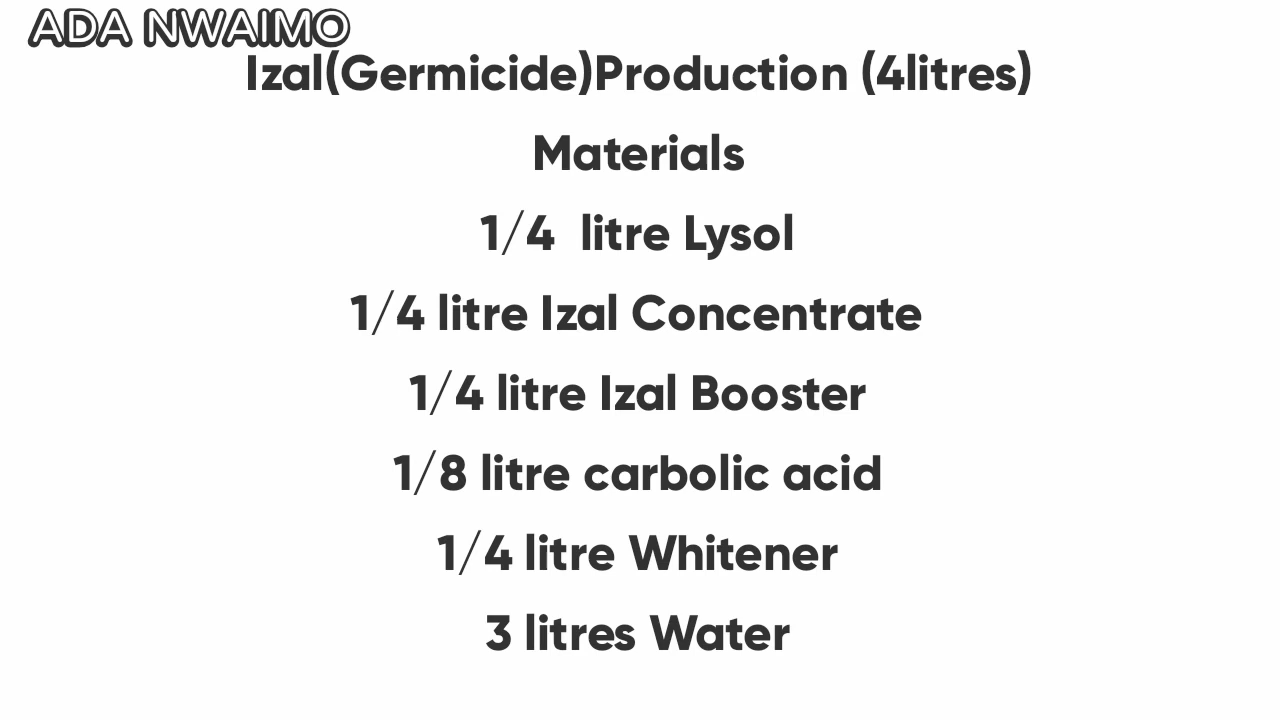 ADA NWAIMO
Izal(Germicide)Production (4litres)
Materials
1/4  litre Lysol
1/4 litre Izal Concentrate
1/4 litre Izal Booster
1/8 litre carbolic acid
1/4 litre Whitener
3 litres Water